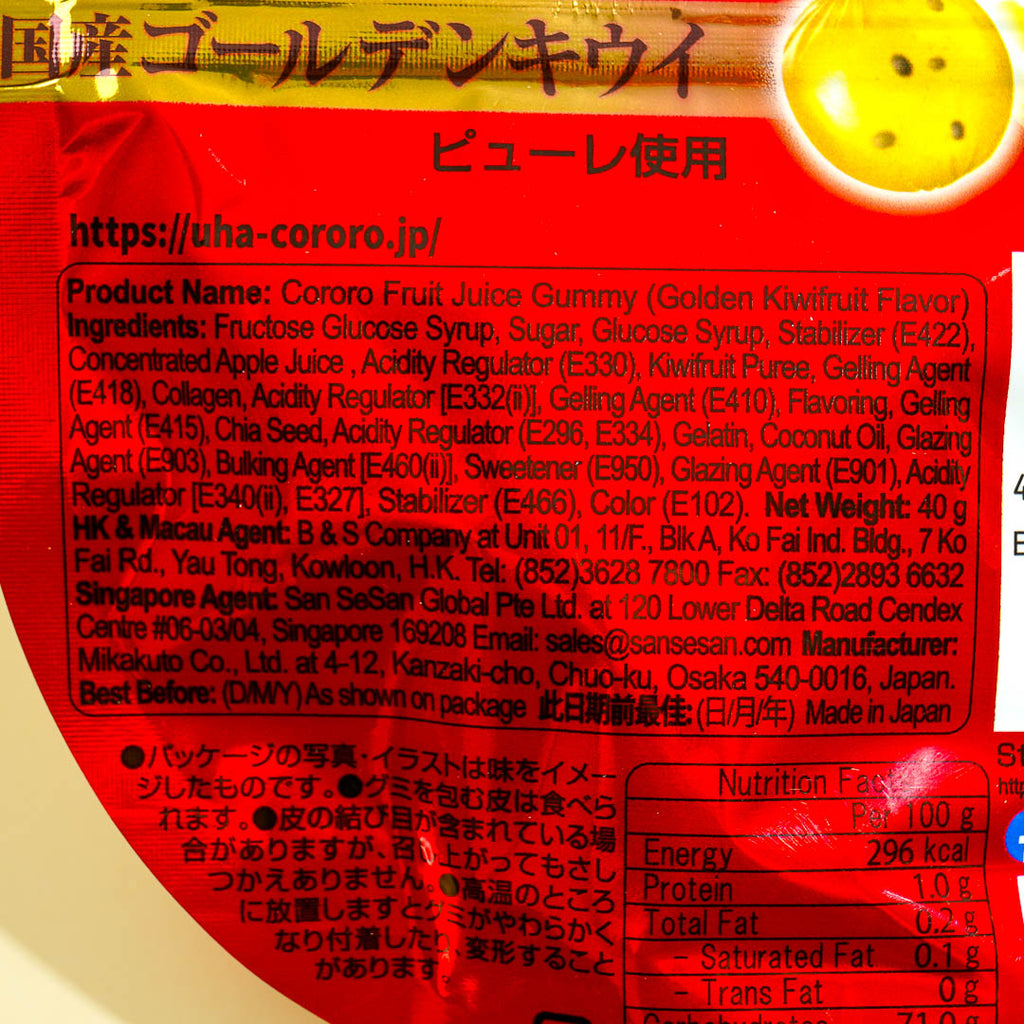 国産ゴールデンキウイ
ピューレ使用
https://uha-cororo.jp/
Product Name: Cororo Fruit Juice Gummy (Golden Kiwifruit Flavor)
Ingredients: Fructose Glucose Syrup, Sugar, Glucose Syrup, Stabilizer (E422),
Concentrated Apple Juice , Acidity Regulator (E330), Kiwifruit Puree, Gelling Agent
(E418), Collagen, Acidity Regulator [E332(ii)], Gelling Agent (E410), Flavoring, Gelling
Agent (E415), Chia Seed, Acidity Regulator (E296, E334), Gelatin, Coconut Oil, Glazing
Agent (E903), Bulking Agent [E460(ii)], Sweetener (E950), Glazing Agent (E901), Acidity
Regulator [E340(ii), E327], Stabilizer (E466), Color (E102). Net Weight: 40 g
HK & Macau Agent: B & S Company at Unit 01, 11/F., Blk A, Ko Fai Ind. Bldg., 7 Ko
Fai Rd., Yau Tong, Kowloon, H.K. Tel: (852)3628 7800 Fax: (852)2893 6632
Singapore Agent: San SeSan Global Pte Ltd. at 120 Lower Delta Road Cendex
Centre #06-03/04, Singapore 169208 Email: sales@sansesan.com Manufacturer:
Mikakuto Co., Ltd. at 4-12, Kanzaki-cho, Chuo-ku, Osaka 540-0016, Japan.
Best Before: (D/M/Y) As shown on package 此日期前最佳: (日/月/年) Made in Japan
●パッケージの写真・イラストは味をイメー
ジしたものです。●グミを包む皮は食べら
れます。●皮の結び目が含まれている場
合がありますが、召し上がってもさし
つかえありません。●高温のところ
に放置しますとグミがやわらかく
なり付着したり、変形すること
があります。
Nutrition Fac
Per 100 g
Energy 296 kcal
Protein 1.0 g
Total Fat 0.2 g
– Saturated Fat 0.1 g
– Trans Fat 0 g
Carbohydrates 71.0 g